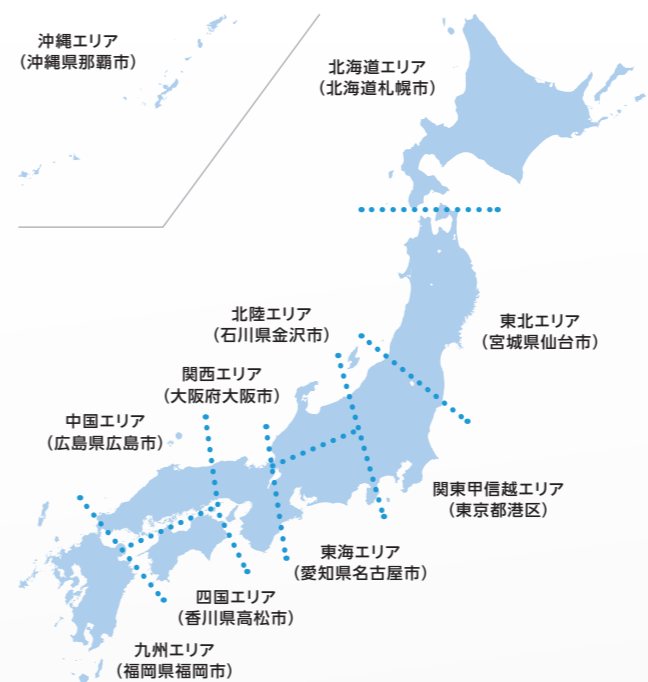 沖縄エリア
（沖縄県那覇市）
北海道エリア
（北海道札幌市）
北陸エリア
（石川県金沢市）
東北エリア
（宮城県仙台市）
関西エリア
（大阪府大阪市）
中国エリア
（広島県広島市）
関東甲信越エリア
（東京都港区）
東海エリア
（愛知県名古屋市）
四国エリア
（香川県高松市）
九州エリア
（福岡県福岡市）